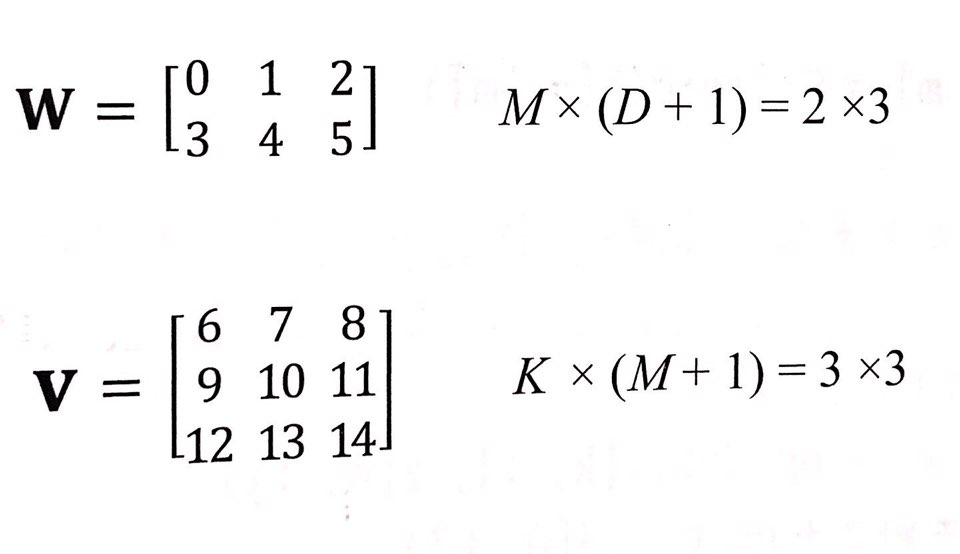 W = [0 1 2
3 4 5] M × (D + 1) = 2 ×3
V = [6 7 8
9 10 11
12 13 14] K × (M + 1) = 3 ×3